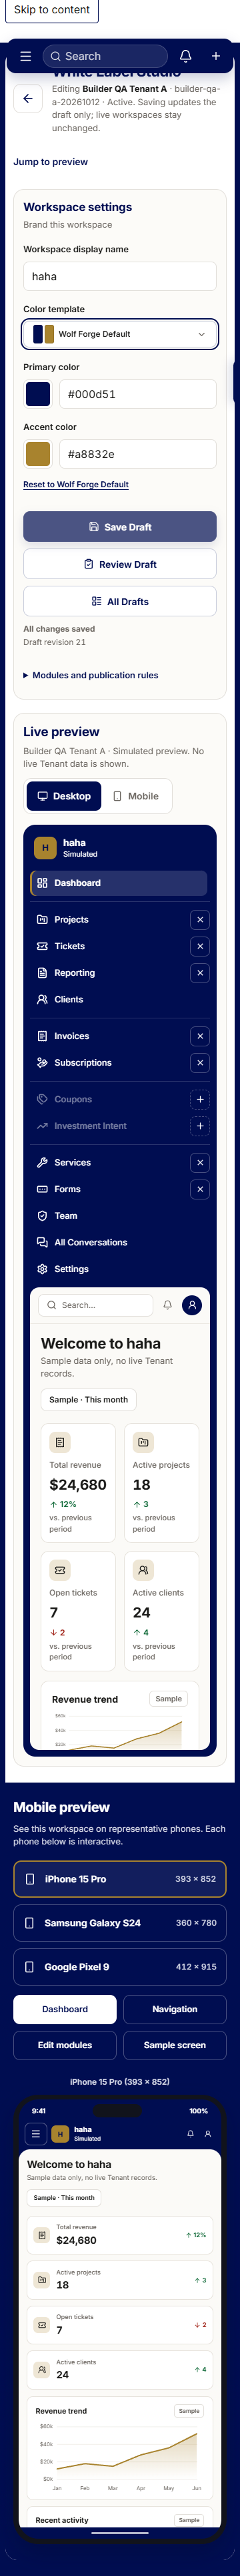 Skip to content
Search
White Label Studio
Editing Builder QA Tenant A · builder-qa-
a-20261012 · Active. Saving updates the
draft only; live workspaces stay
unchanged.
Jump to preview
Workspace settings
Brand this workspace
Workspace display name
haha
Color template
Wolf Forge Default
Primary color
#000d51
Accent color
#a8832e
Reset to Wolf Forge Default
Save Draft
Review Draft
All Drafts
All changes saved
Draft revision 21
Modules and publication rules
Live preview
Builder QA Tenant A · Simulated preview. No
live Tenant data is shown.
Desktop
Mobile
H
haha
Simulated
Dashboard
Projects
Tickets
Reporting
Clients
Invoices
Subscriptions
Coupons
Investment Intent
Services
Forms
Team
All Conversations
Settings
Search...
Welcome to haha
Sample data only, no live Tenant
records.
Sample · This month
Total revenue
$24,680
↑ 12%
vs. previous
period
Active projects
18
↑ 3
vs. previous
period
Open tickets
7
↓ 2
vs. previous
period
Active clients
24
↑ 4
vs. previous
period
Revenue trend
Sample
$60k
$40k
$20k
Mobile preview
See this workspace on representative phones. Each
phone below is interactive.
iPhone 15 Pro
393 × 852
Samsung Galaxy S24
360 × 780
Google Pixel 9
412 × 915
Dashboard
Navigation
Edit modules
Sample screen
iPhone 15 Pro (393 × 852)
9:41
100%
H
haha
Simulated
Welcome to haha
Sample data only, no live Tenant records.
Sample · This month
Total revenue
$24,680
↑ 12%
Active projects
18
↑ 3
Open tickets
7
↓ 2
Active clients
24
↑ 4
Revenue trend
Sample
$60k
$40k
$20k
$0k
Jan Feb Mar Apr May Jun
Recent activity
Sample